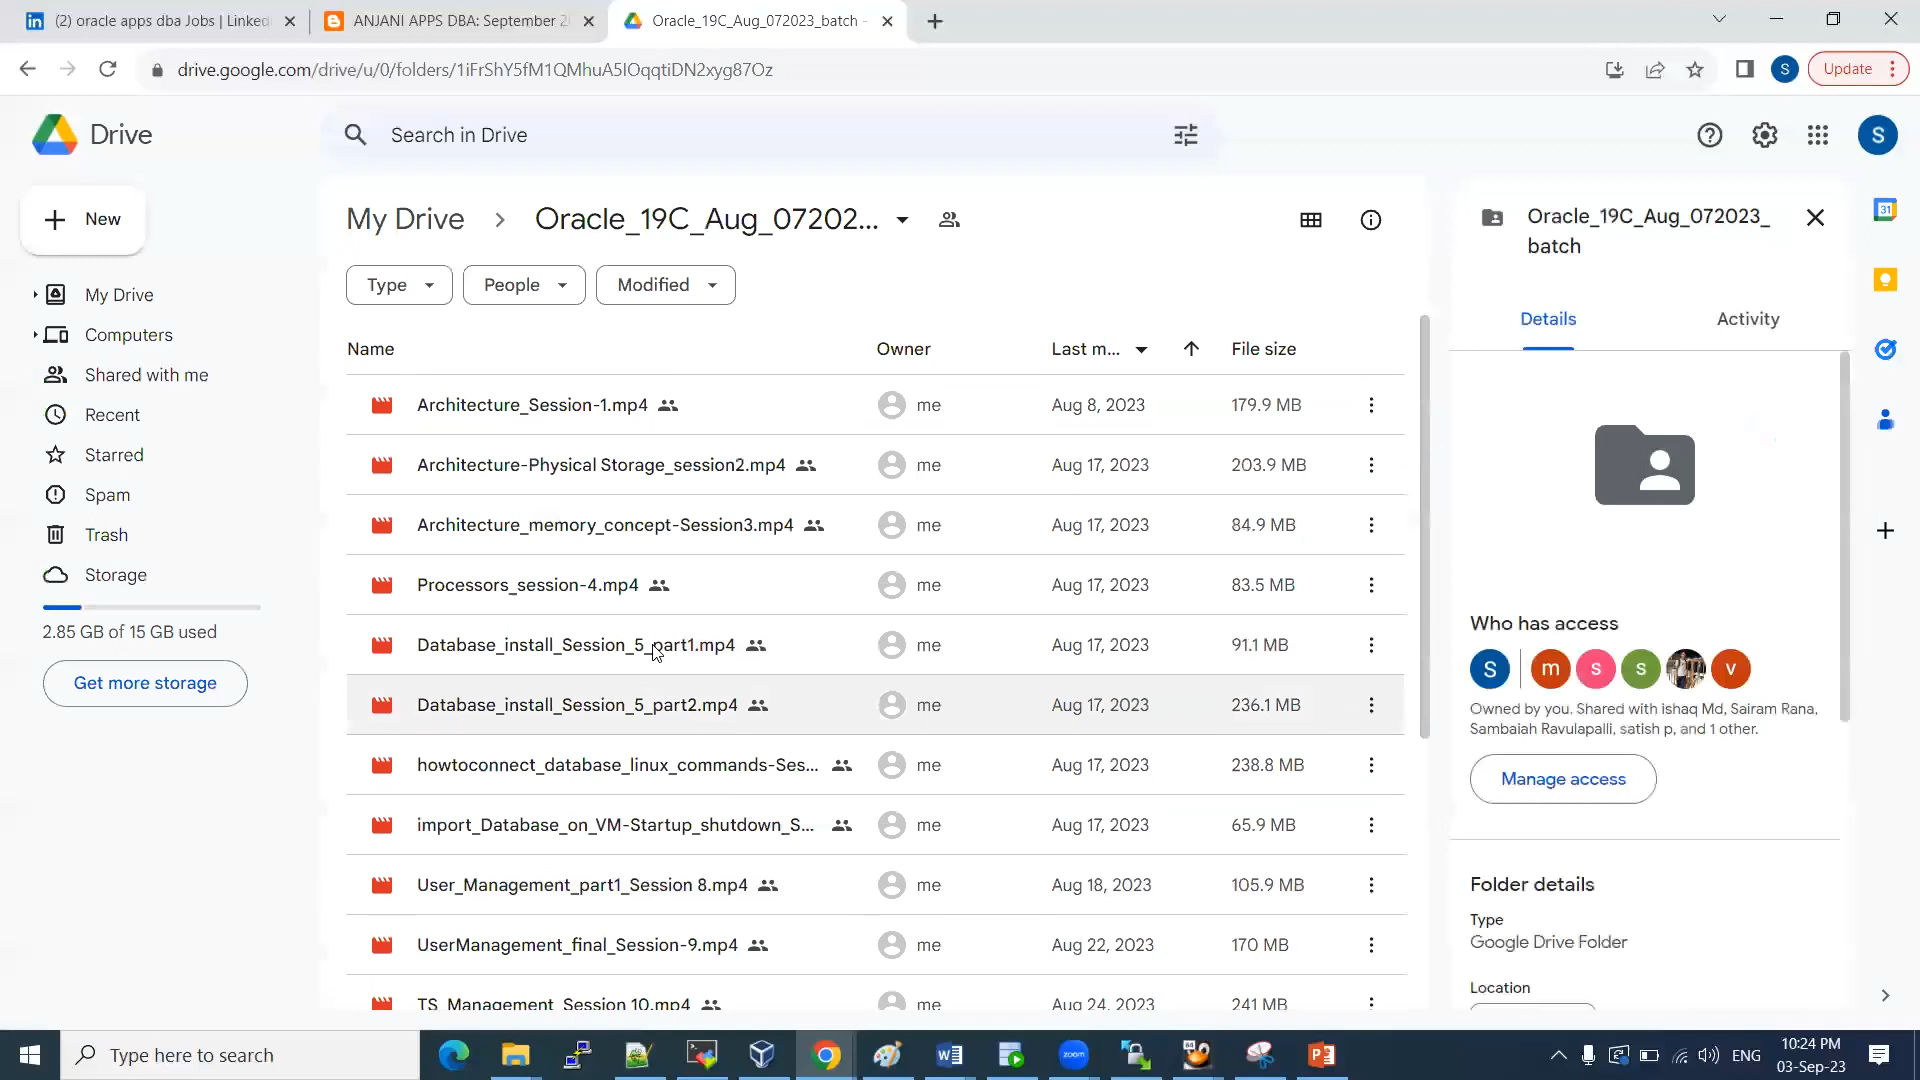 (2) oracle apps dba Jobs | Linked
ANJANI APPS DBA: September 2
Oracle_19C_Aug_072023_batch -
drive.google.com/drive/u/0/folders/1iFrShY5fM1QMhuA5IOqqtiDN2xyg87Oz
S
Update
Drive
Search in Drive
S
New
My Drive
Computers
Shared with me
Recent
Starred
Spam
Trash
Storage
2.85 GB of 15 GB used
Get more storage
My Drive > Oracle_19C_Aug_07202...
Type People Modified
Name Owner Last m... File size
Architecture_Session-1.mp4 me Aug 8, 2023 179.9 MB
Architecture-Physical Storage_session2.mp4 me Aug 17, 2023 203.9 MB
Architecture_memory_concept-Session3.mp4 me Aug 17, 2023 84.9 MB
Processors_session-4.mp4 me Aug 17, 2023 83.5 MB
Database_install_Session_5_part1.mp4 me Aug 17, 2023 91.1 MB
Database_install_Session_5_part2.mp4 me Aug 17, 2023 236.1 MB
howtoconnect_database_linux_commands-Ses... me Aug 17, 2023 238.8 MB
import_Database_on_VM-Startup_shutdown_S... me Aug 17, 2023 65.9 MB
User_Management_part1_Session 8.mp4 me Aug 18, 2023 105.9 MB
UserManagement_final_Session-9.mp4 me Aug 22, 2023 170 MB
TS_Management_Session 10.mp4 me Aug 24, 2023 241 MB
Oracle_19C_Aug_072023_
batch
Details Activity
Who has access
S m s s v
Owned by you. Shared with ishaq Md, Sairam Rana,
Sambaiah Ravulapalli, satish p, and 1 other.
Manage access
Folder details
Type
Google Drive Folder
Location
31
Type here to search
zoom
ENG
10:24 PM
03-Sep-23